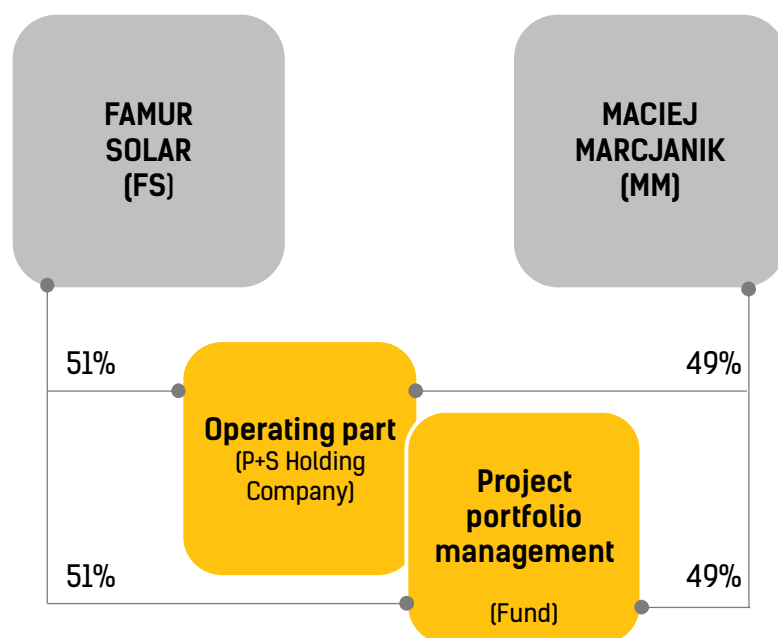 FAMUR
SOLAR
(FS)
MACIEJ
MARCJANIK
(MM)
51%
49%
Operating part
(P+S Holding
Company)
Project
portfolio
management
(Fund)
51%
49%